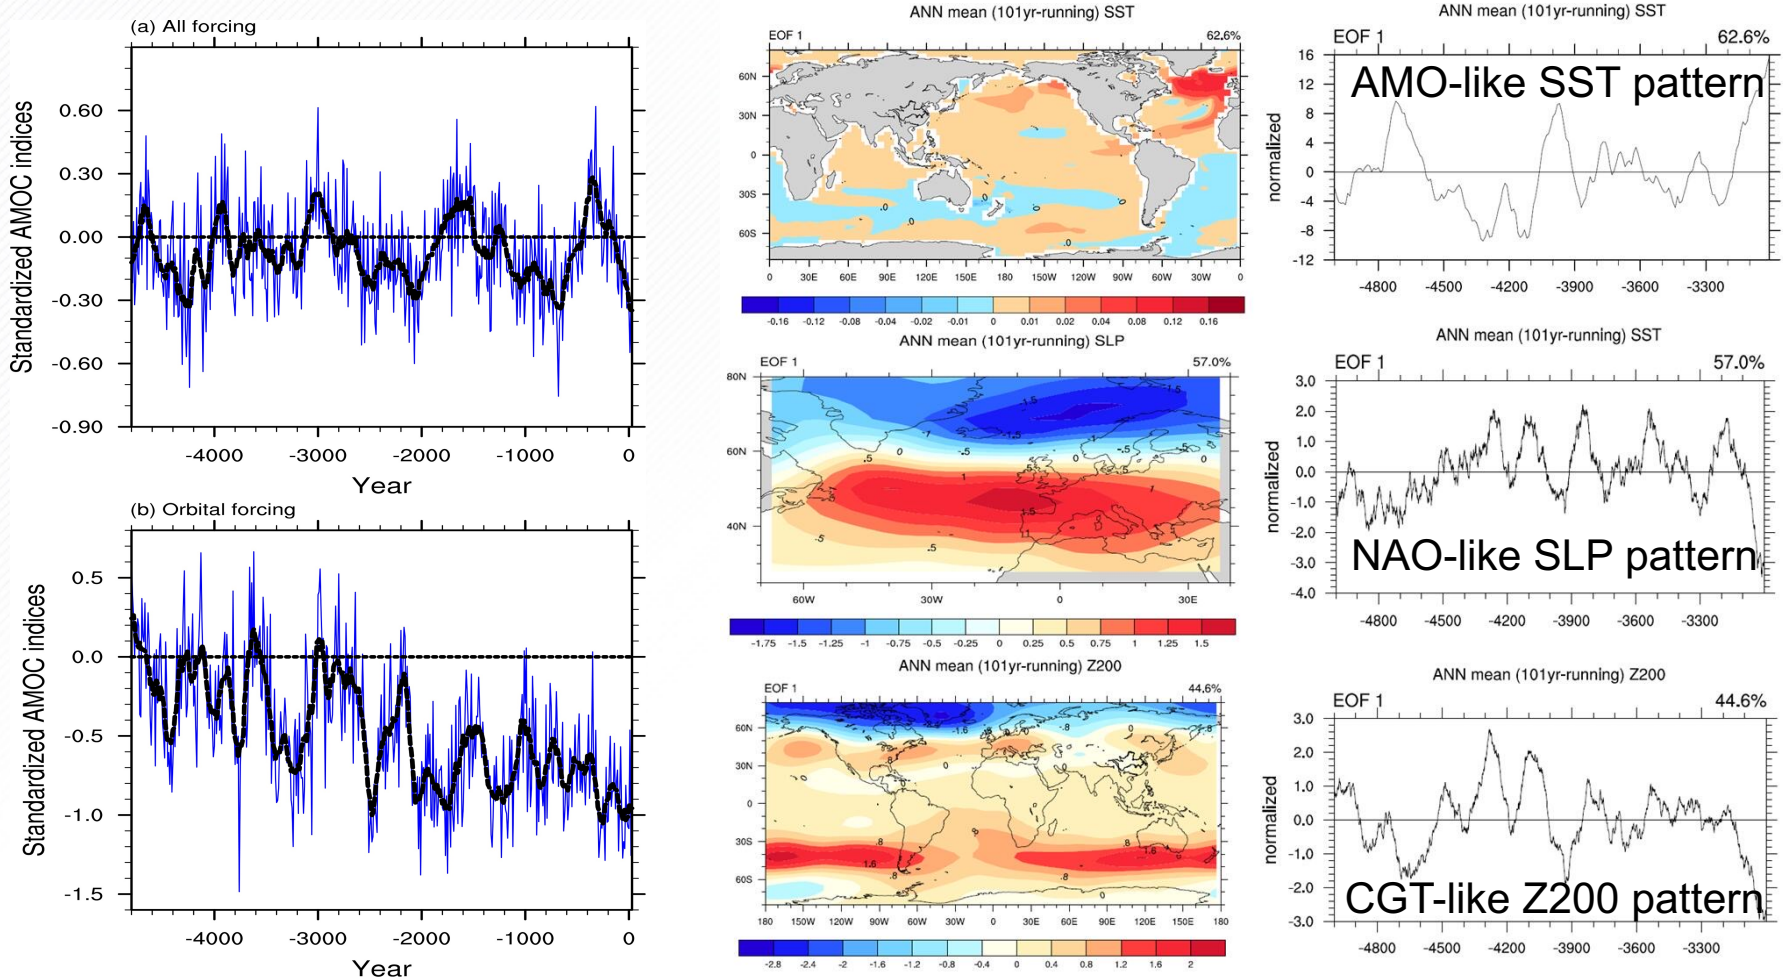 (a) All forcing
Standardized AMOC indices
0.60
0.30
0.00
-0.30
-0.60
-0.90
-4000 -3000 -2000 -1000 0
Year
(b) Orbital forcing
Standardized AMOC indices
0.5
0.0
-0.5
-1.0
-1.5
-4000 -3000 -2000 -1000 0
Year
ANN mean (101yr-running) SST
EOF 1 62.6%
60N
30N
0
30S
60S
0 30E 60E 90E 120E 150E 180 150W 120W 90W 60W 30W 0
-0.16 -0.12 -0.08 -0.04 -0.02 -0.01 0 0.01 0.02 0.04 0.08 0.12 0.16
ANN mean (101yr-running) SLP
EOF 1 57.0%
80N
60N
40N
60W 30W 0 30E
-1.75 -1.5 -1.25 -0.75 -0.5 -0.25 0 0.25 0.5 0.75 1 1.25 1.5
ANN mean (101yr-running) Z200
EOF 1 44.6%
60N
30N
0
30S
60S
180 150W 120W 90W 60W 30W 0 30E 60E 90E 120E 150E 180
-2.8 -2.4 -2 -1.6 -1.2 -0.8 -0.4 0 0.4 0.8 1.2 1.6 2
ANN mean (101yr-running) SST
EOF 1 62.6%
AMO-like SST pattern
normalized
16
12
8
4
0
-4
-8
-12
-4800 -4500 -4200 -3900 -3600 -3300
ANN mean (101yr-running) SST
EOF 1 57.0%
normalized
3.0
2.0
1.0
0.0
-1.0
-2.0
-3.0
-4.0
NAO-like SLP pattern
-4800 -4500 -4200 -3900 -3600 -3300
ANN mean (101yr-running) Z200
EOF 1 44.6%
normalized
3.0
2.0
1.0
0.0
-1.0
-2.0
-3.0
CGT-like Z200 pattern
-4800 -4500 -4200 -3900 -3600 -3300